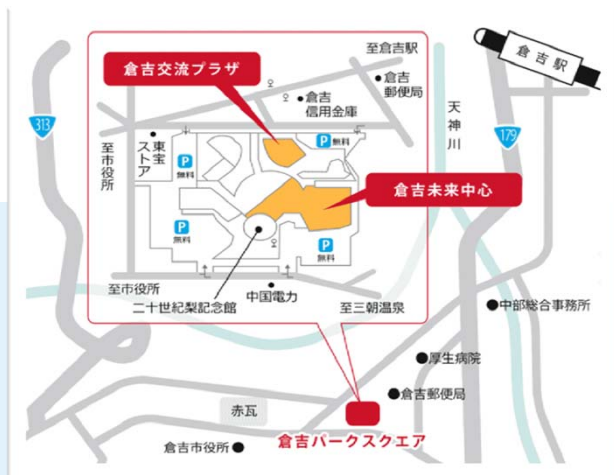 至倉吉駅
倉吉交流プラザ
倉吉
郵便局
倉吉
信用金庫
倉吉駅
313
天神川
179
至市役所
東宝
ストア
P
無料
P
無料
倉吉未来中心
P
無料
P
無料
至市役所
中国電力
二十世紀梨記念館
至三朝温泉
中部総合事務所
厚生病院
倉吉郵便局
赤瓦
倉吉パークスクエア
倉吉市役所